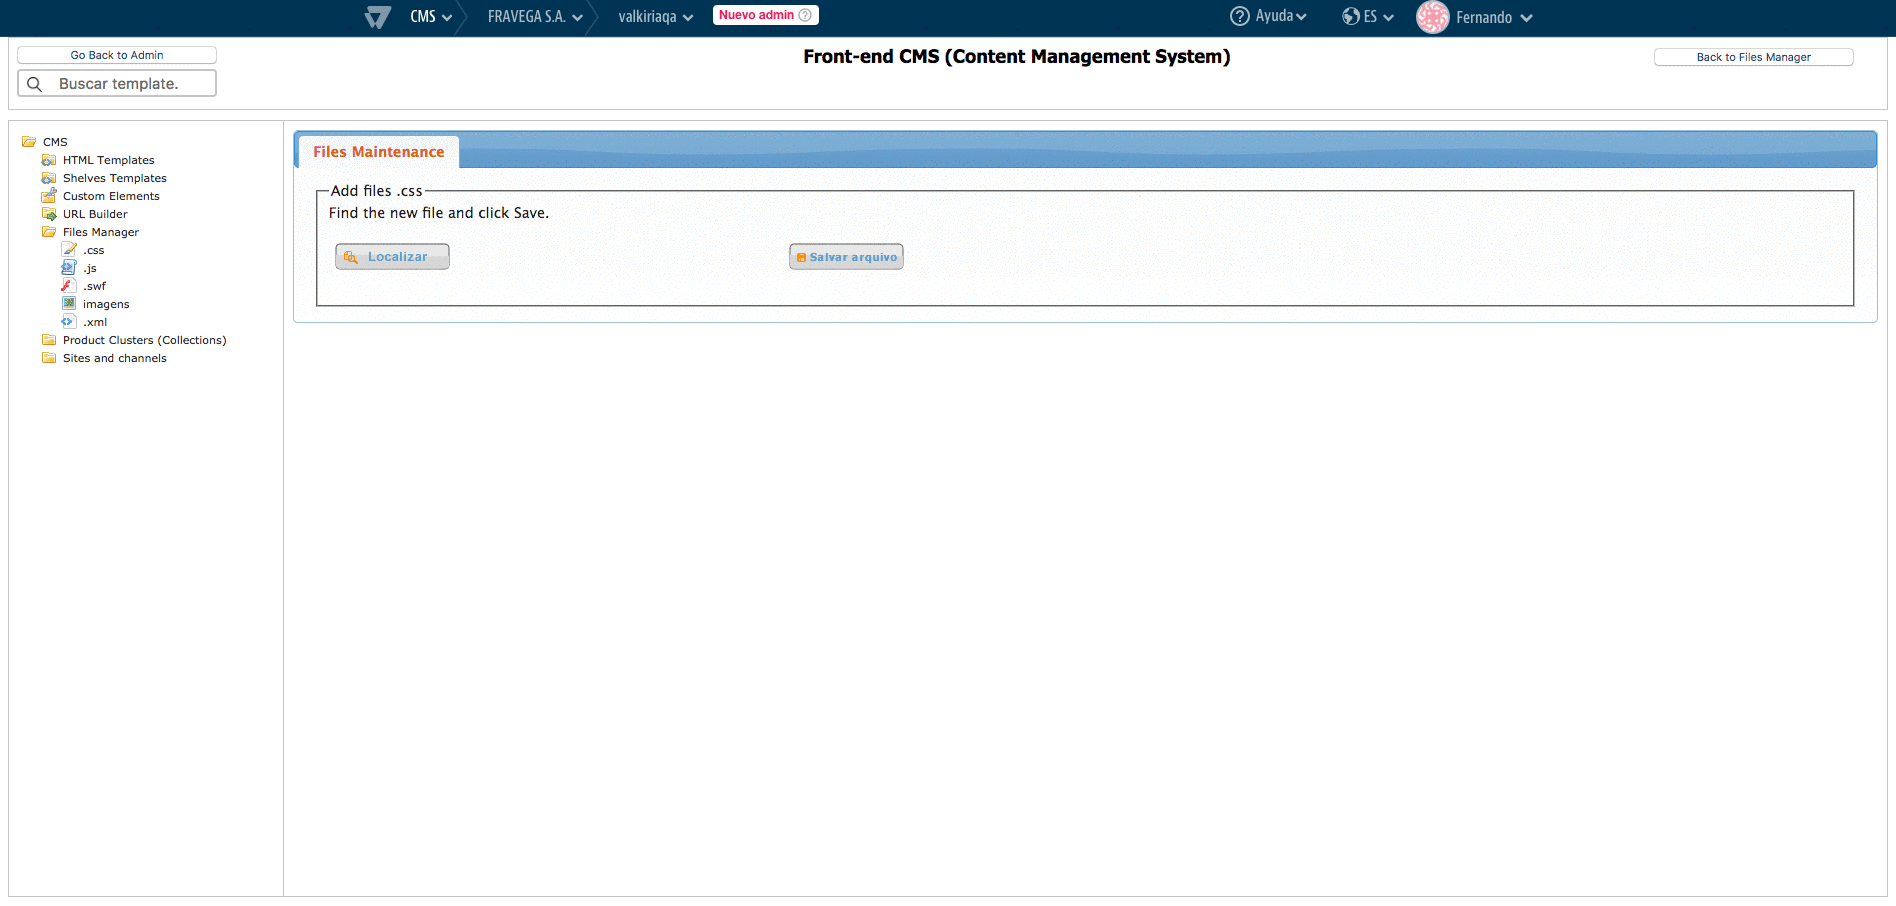 CMS FRAVEGA S.A. valkiriaqa Nuevo admin Ayuda ES Fernando
Go Back to Admin
Front-end CMS (Content Management System)
Back to Files Manager
Buscar template.
CMS
HTML Templates
Shelves Templates
Custom Elements
URL Builder
Files Manager
.css
.js
.swf
imagens
.xml
Product Clusters (Collections)
Sites and channels
Files Maintenance
Add files .css
Find the new file and click Save.
Localizar
Salvar arquivo